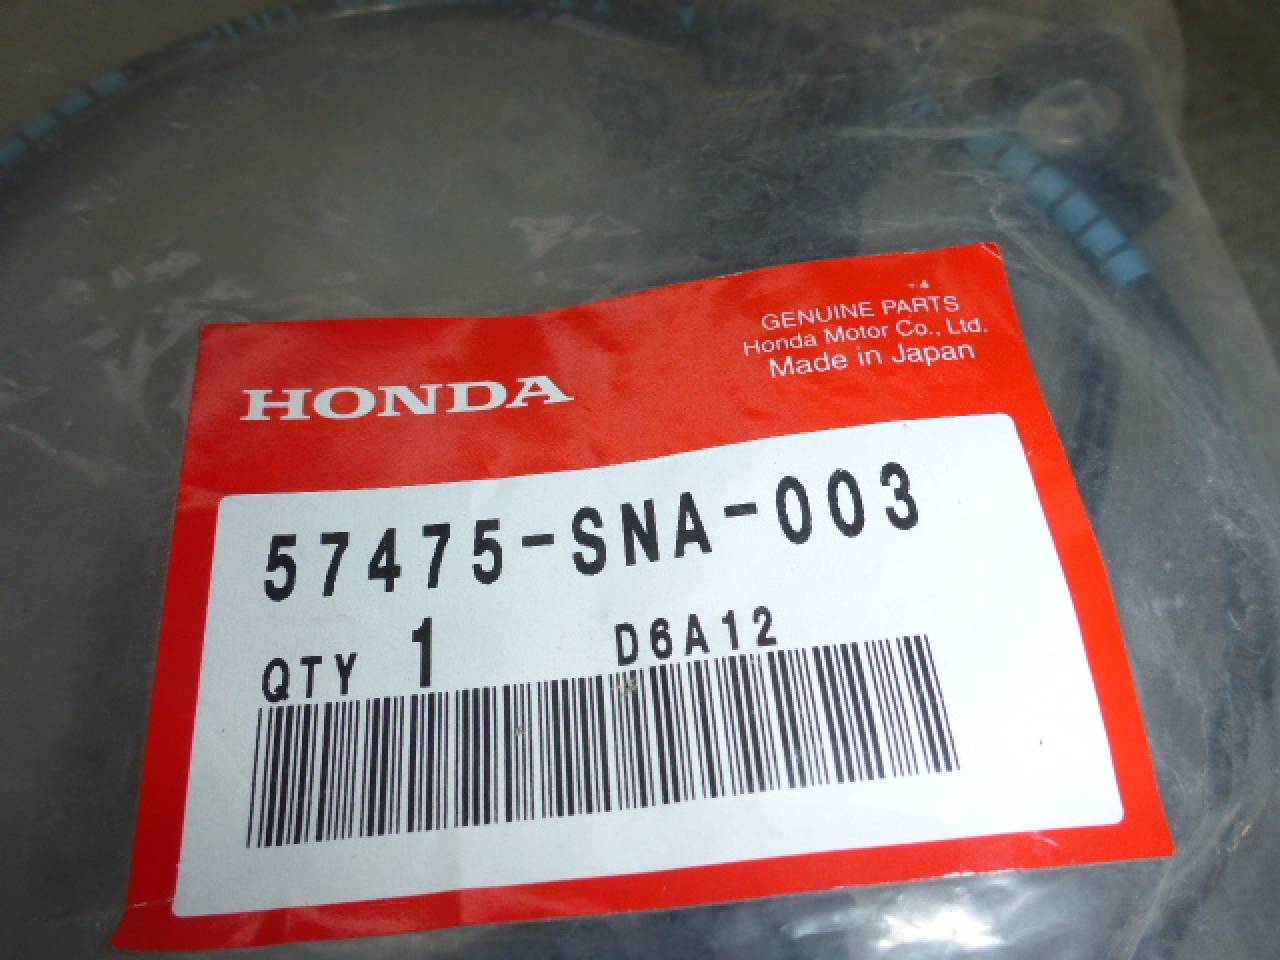 GENUINE PARTS
Honda Motor Co., Ltd.
Made in Japan
HONDA
57475-SNA-003
QTY 1 D6A12